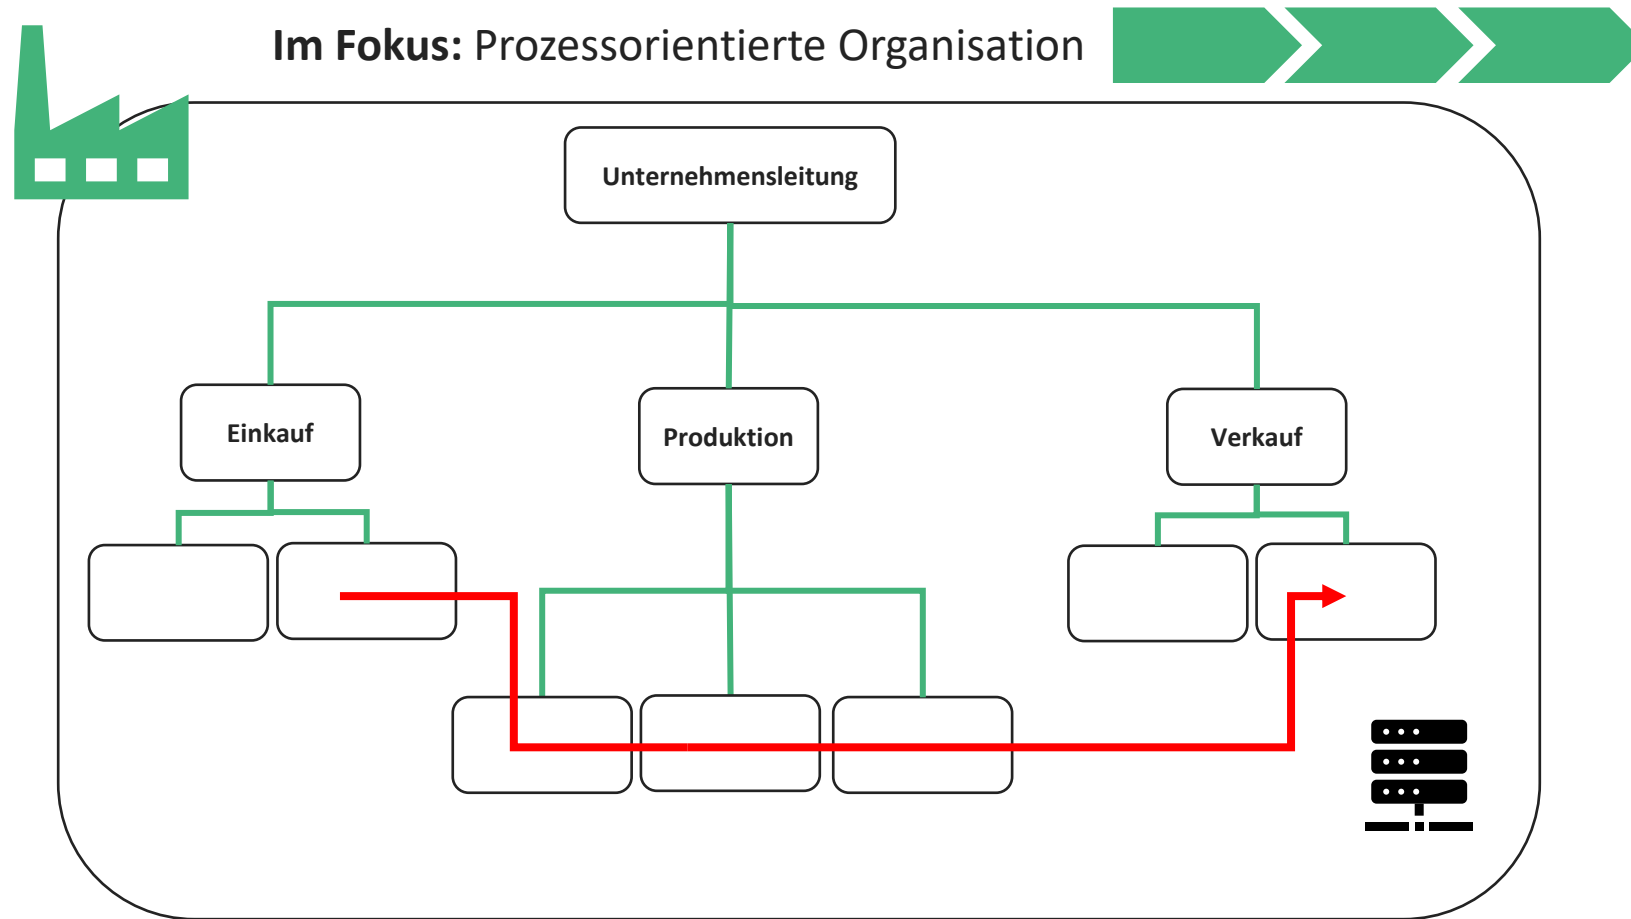 Im Fokus: Prozessorientierte Organisation
Unternehmensleitung
Einkauf
Produktion
Verkauf